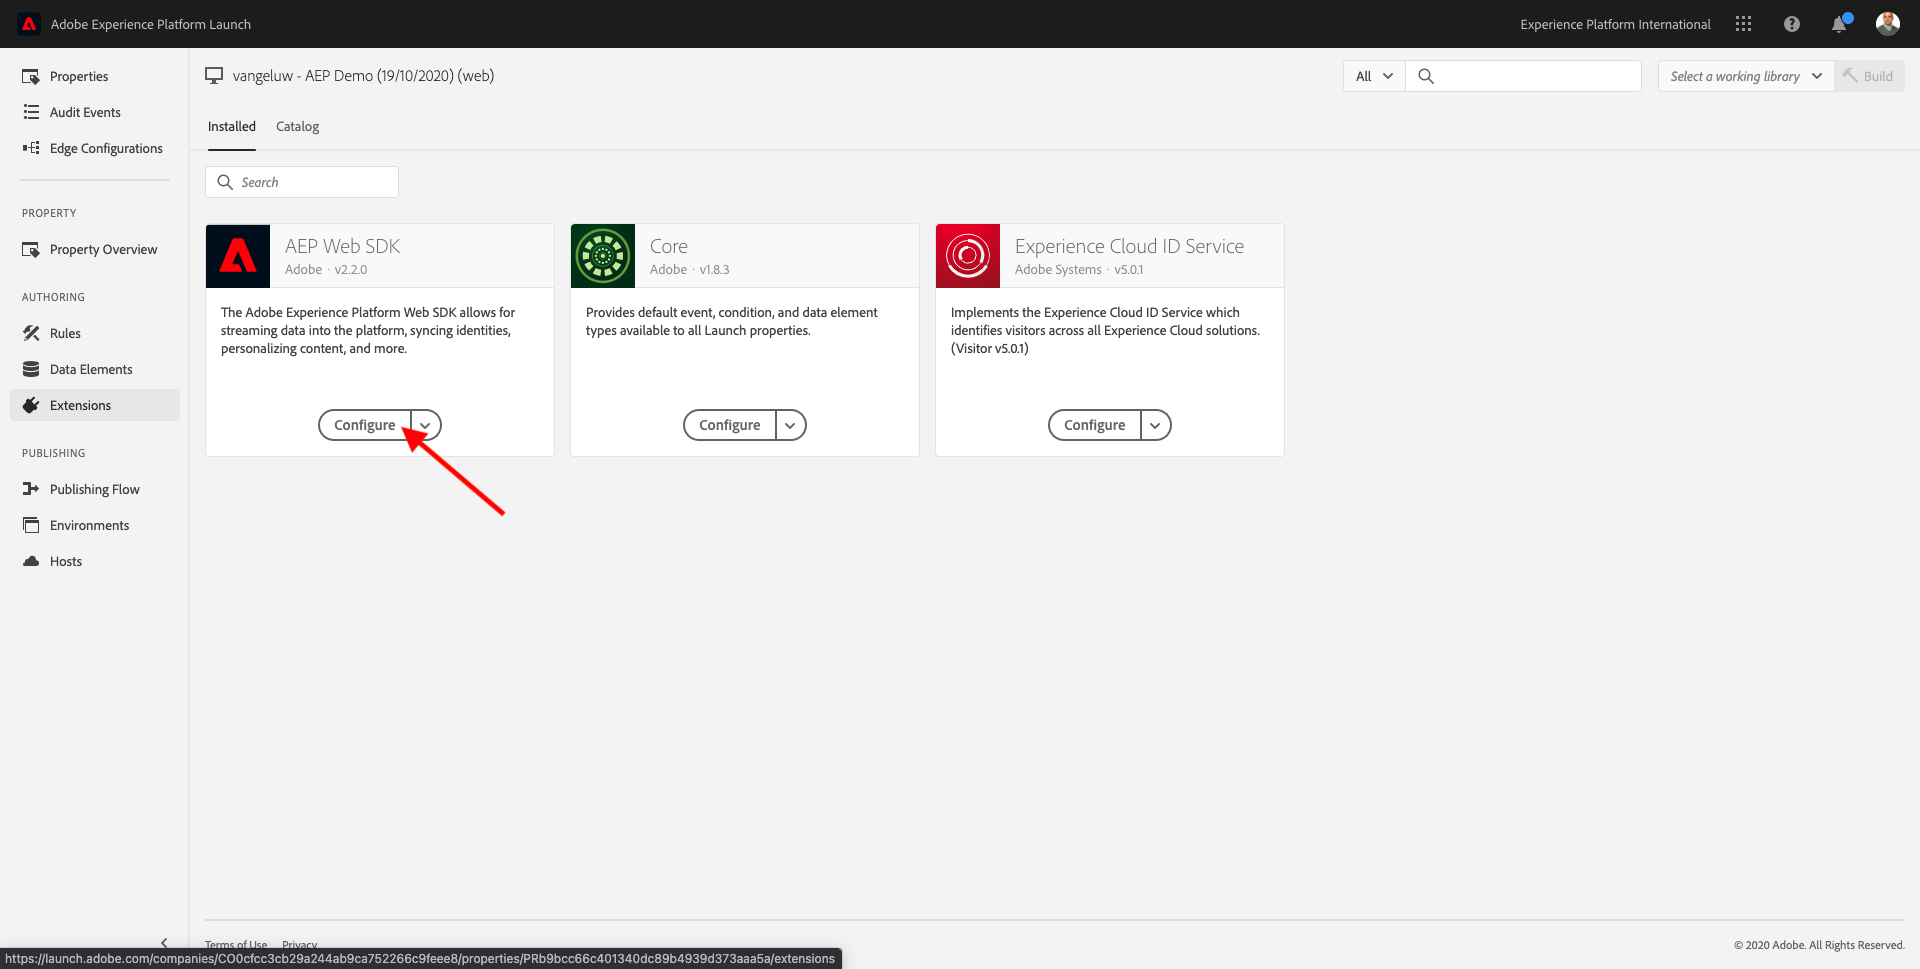 Adobe Experience Platform Launch
Experience Platform International
Properties
Audit Events
Edge Configurations
PROPERTY
Property Overview
AUTHORING
Rules
Data Elements
Extensions
PUBLISHING
Publishing Flow
Environments
Hosts
vangeluw - AEP Demo (19/10/2020) (web)
All
Select a working library
Build
Installed
Catalog
Search
AEP Web SDK
Adobe · v2.2.0
The Adobe Experience Platform Web SDK allows for
streaming data into the platform, syncing identities,
personalizing content, and more.
Configure
Core
Adobe · v1.8.3
Provides default event, condition, and data element
types available to all Launch properties.
Configure
Experience Cloud ID Service
Adobe Systems · v5.0.1
Implements the Experience Cloud ID Service which
identifies visitors across all Experience Cloud solutions.
(Visitor v5.0.1)
Configure
Terms of Use
Privacy
© 2020 Adobe. All Rights Reserved.
https://launch.adobe.com/companies/CO0cfcc3cb29a244ab9ca752266c9feee8/properties/PRb9bcc66c401340dc89b4939d373aaa5a/extensions